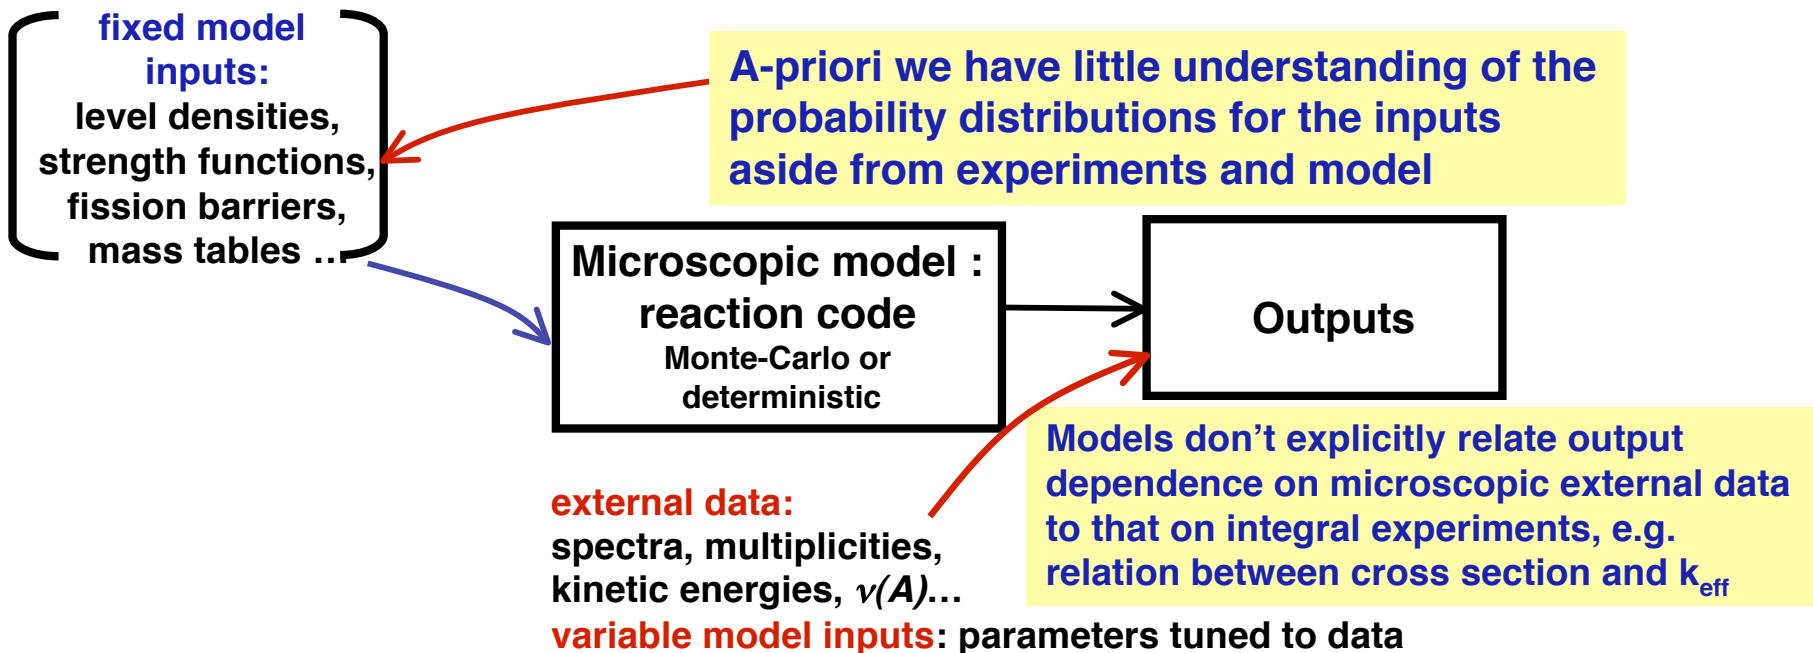 fixed model
inputs:
level densities,
strength functions,
fission barriers,
mass tables …
A-priori we have little understanding of the
probability distributions for the inputs
aside from experiments and model
Microscopic model :
reaction code
Monte-Carlo or
deterministic
Outputs
external data:
spectra, multiplicities,
kinetic energies, ν(A)…
variable model inputs: parameters tuned to data
Models don’t explicitly relate output
dependence on microscopic external data
to that on integral experiments, e.g.
relation between cross section and keff